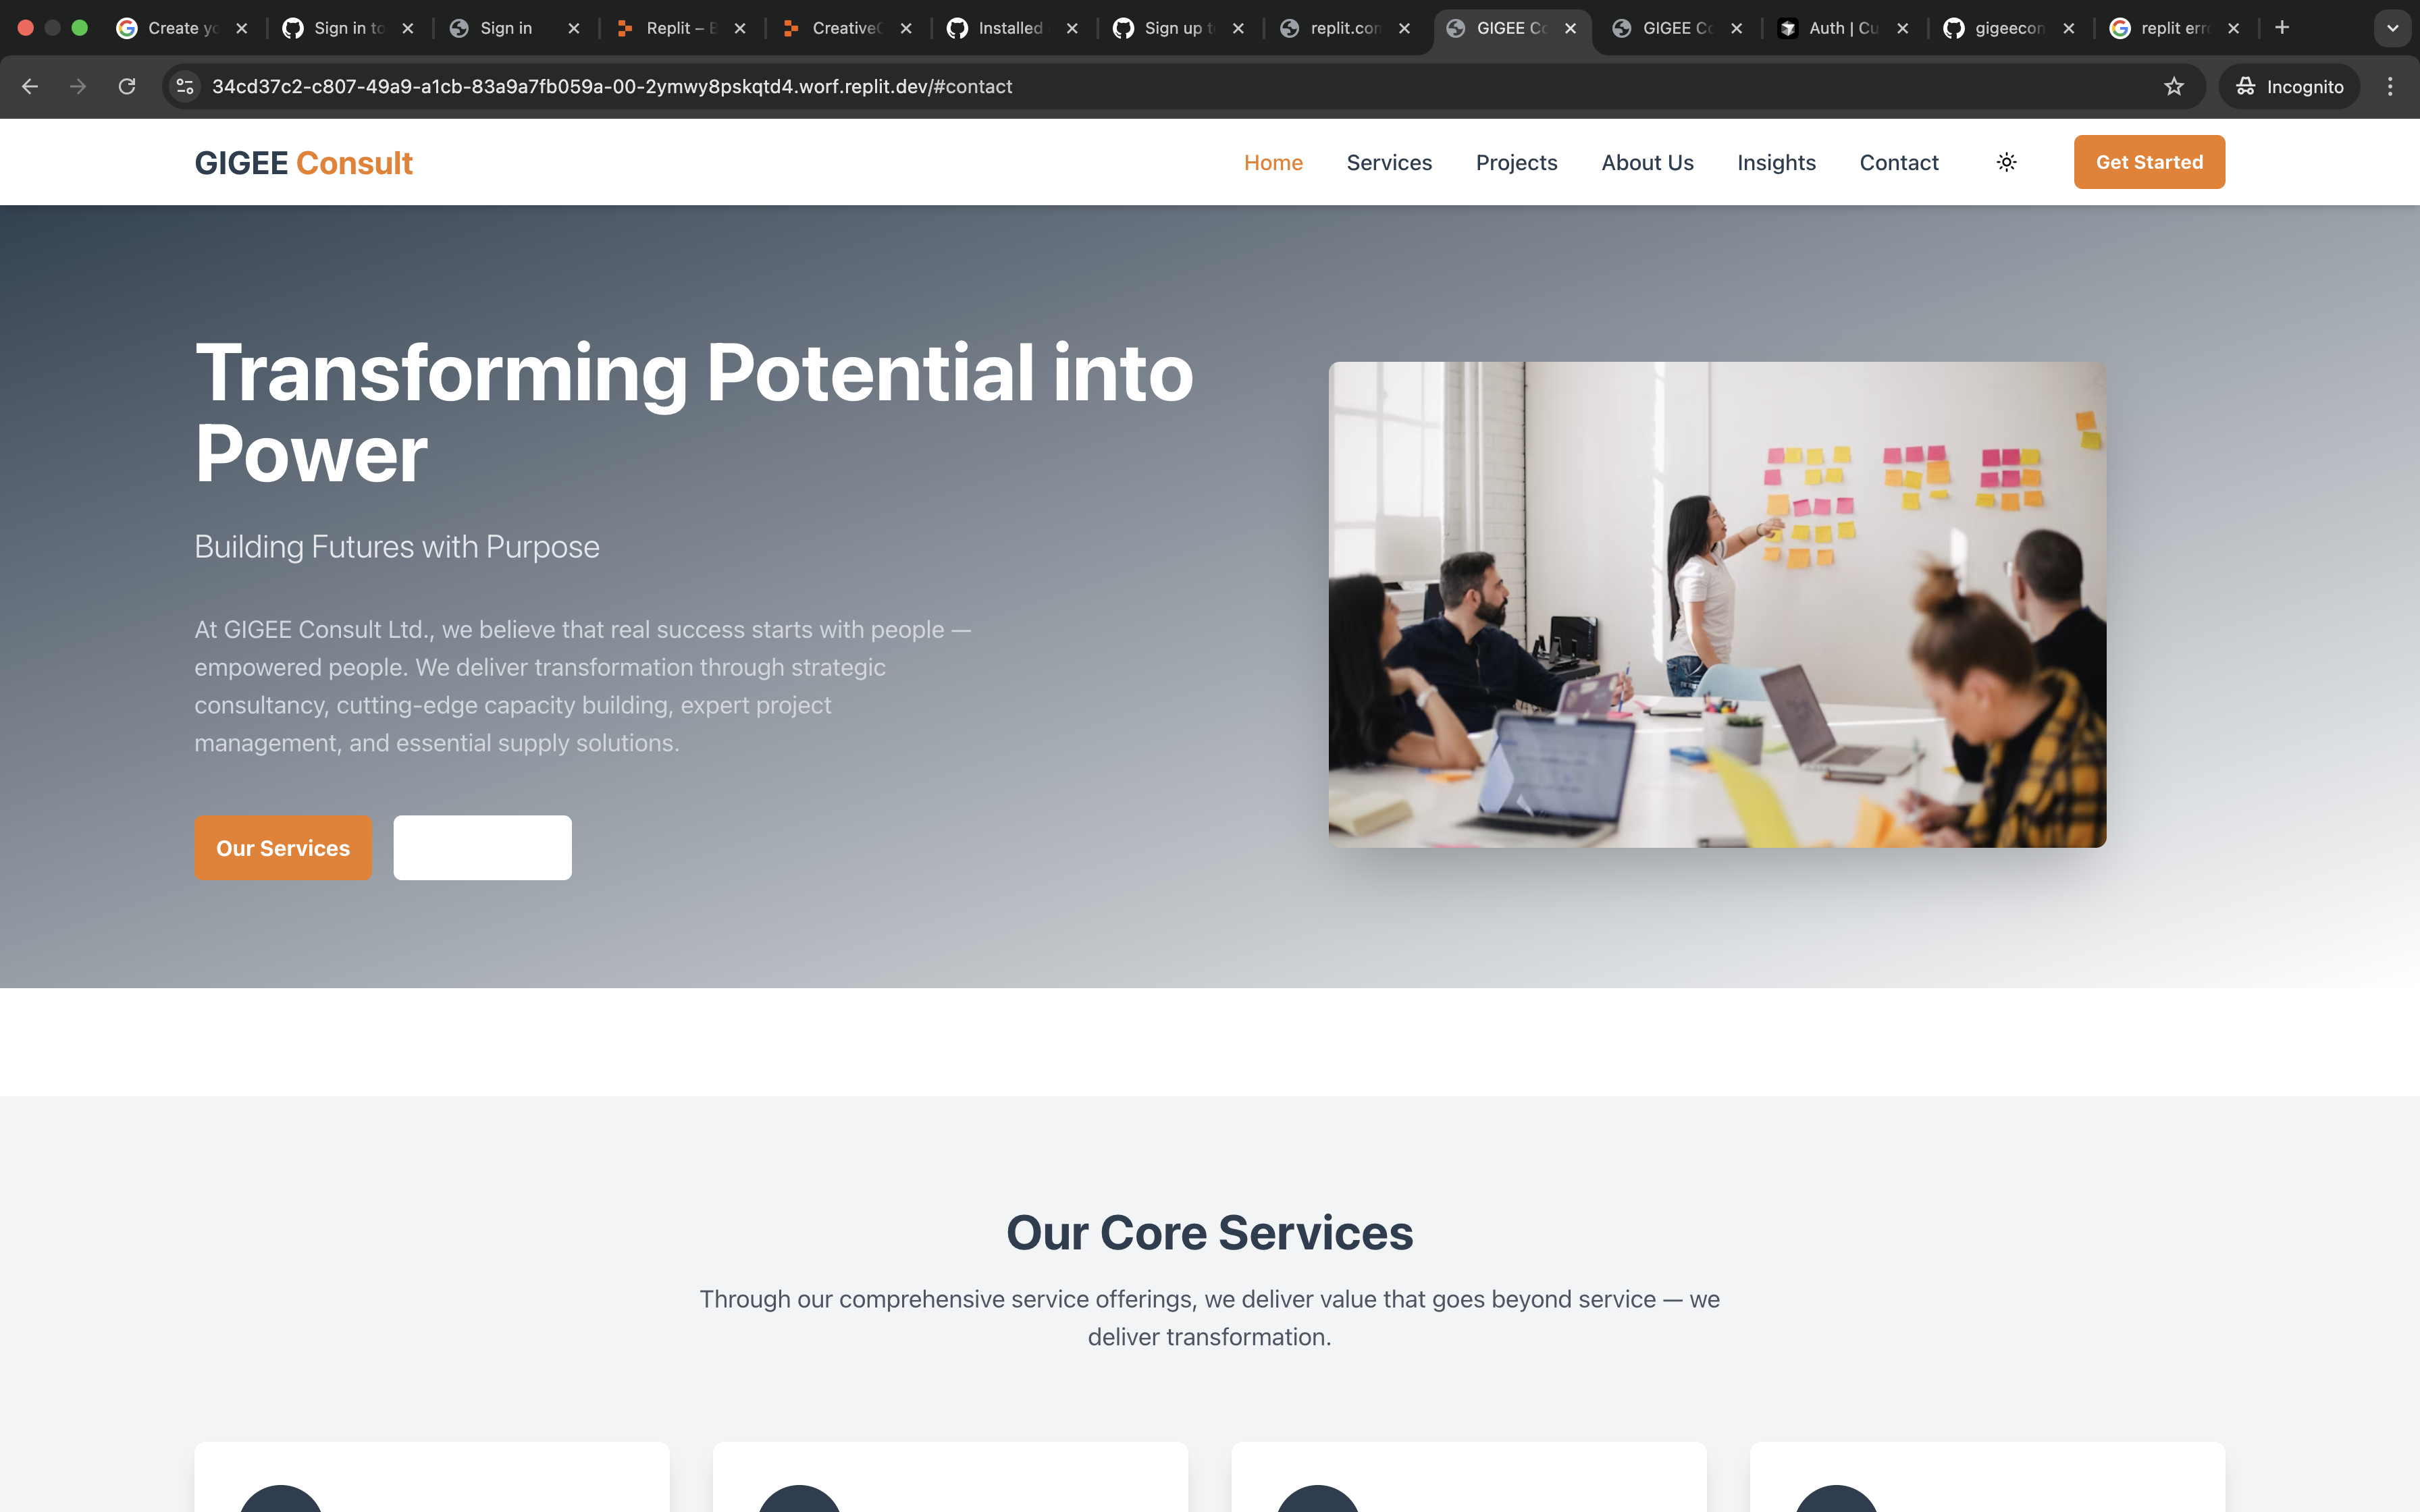 Create yo
Sign in to
Sign in
Replit – B
CreativeC
Installed
Sign up to
replit.con
GIGEE Co
GIGEE Co
Auth | Cu
gigeecon
replit erro
34cd37c2-c807-49a9-a1cb-83a9a7fb059a-00-2ymwy8pskqtd4.worf.replit.dev/#contact
Incognito
GIGEE Consult
Home
Services
Projects
About Us
Insights
Contact
Get Started
Transforming Potential into
Power
Building Futures with Purpose
At GIGEE Consult Ltd., we believe that real success starts with people —
empowered people. We deliver transformation through strategic
consultancy, cutting-edge capacity building, expert project
management, and essential supply solutions.
Our Services
Our Core Services
Through our comprehensive service offerings, we deliver value that goes beyond service — we
deliver transformation.